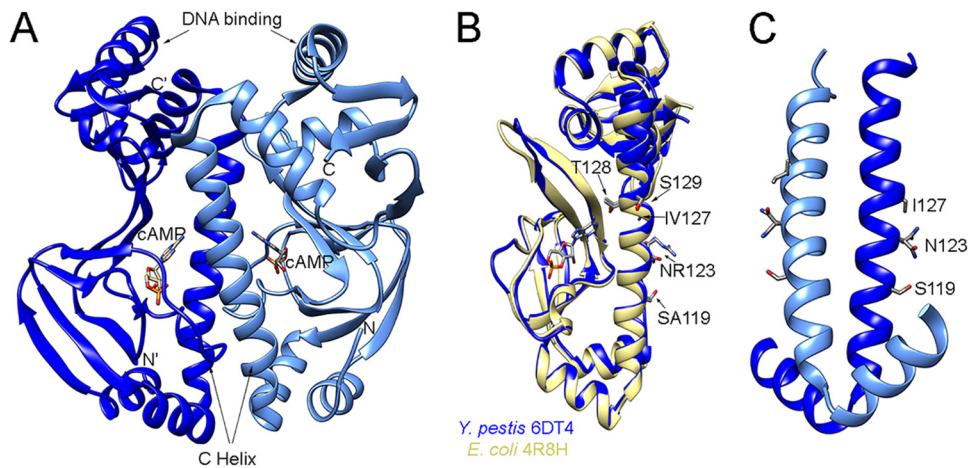 A
DNA binding
C'
C
cAMP
cAMP
N
N'
C Helix
B
T128
S129
IV127
NR123
SA119
Y. pestis 6DT4
E. coli 4R8H
C
I127
N123
S119